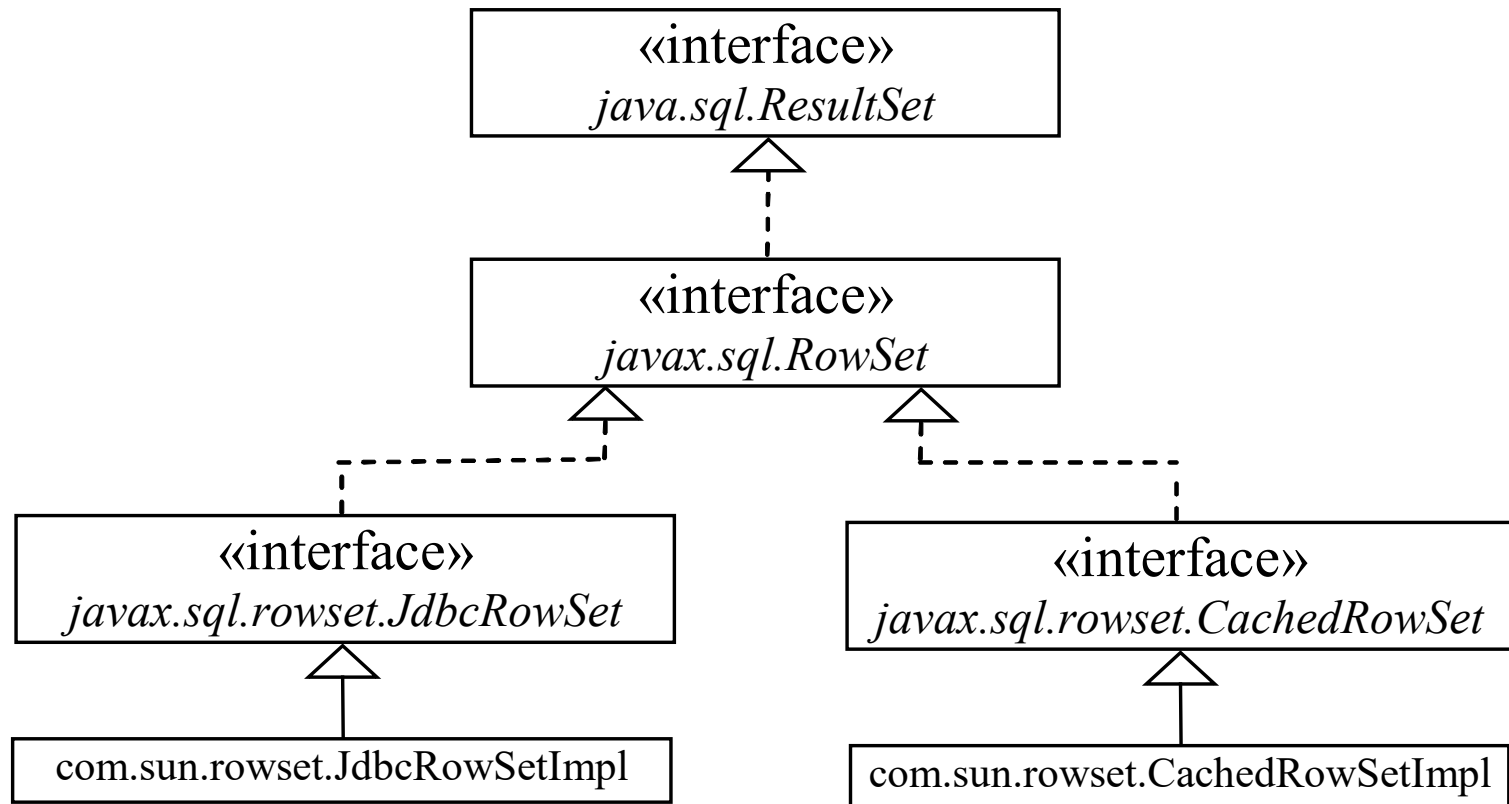 «interface»
java.sql.ResultSet
«interface»
javax.sql.RowSet
«interface»
javax.sql.rowset.JdbcRowSet
«interface»
javax.sql.rowset.CachedRowSet
com.sun.rowset.JdbcRowSetImpl
com.sun.rowset.CachedRowSetImpl